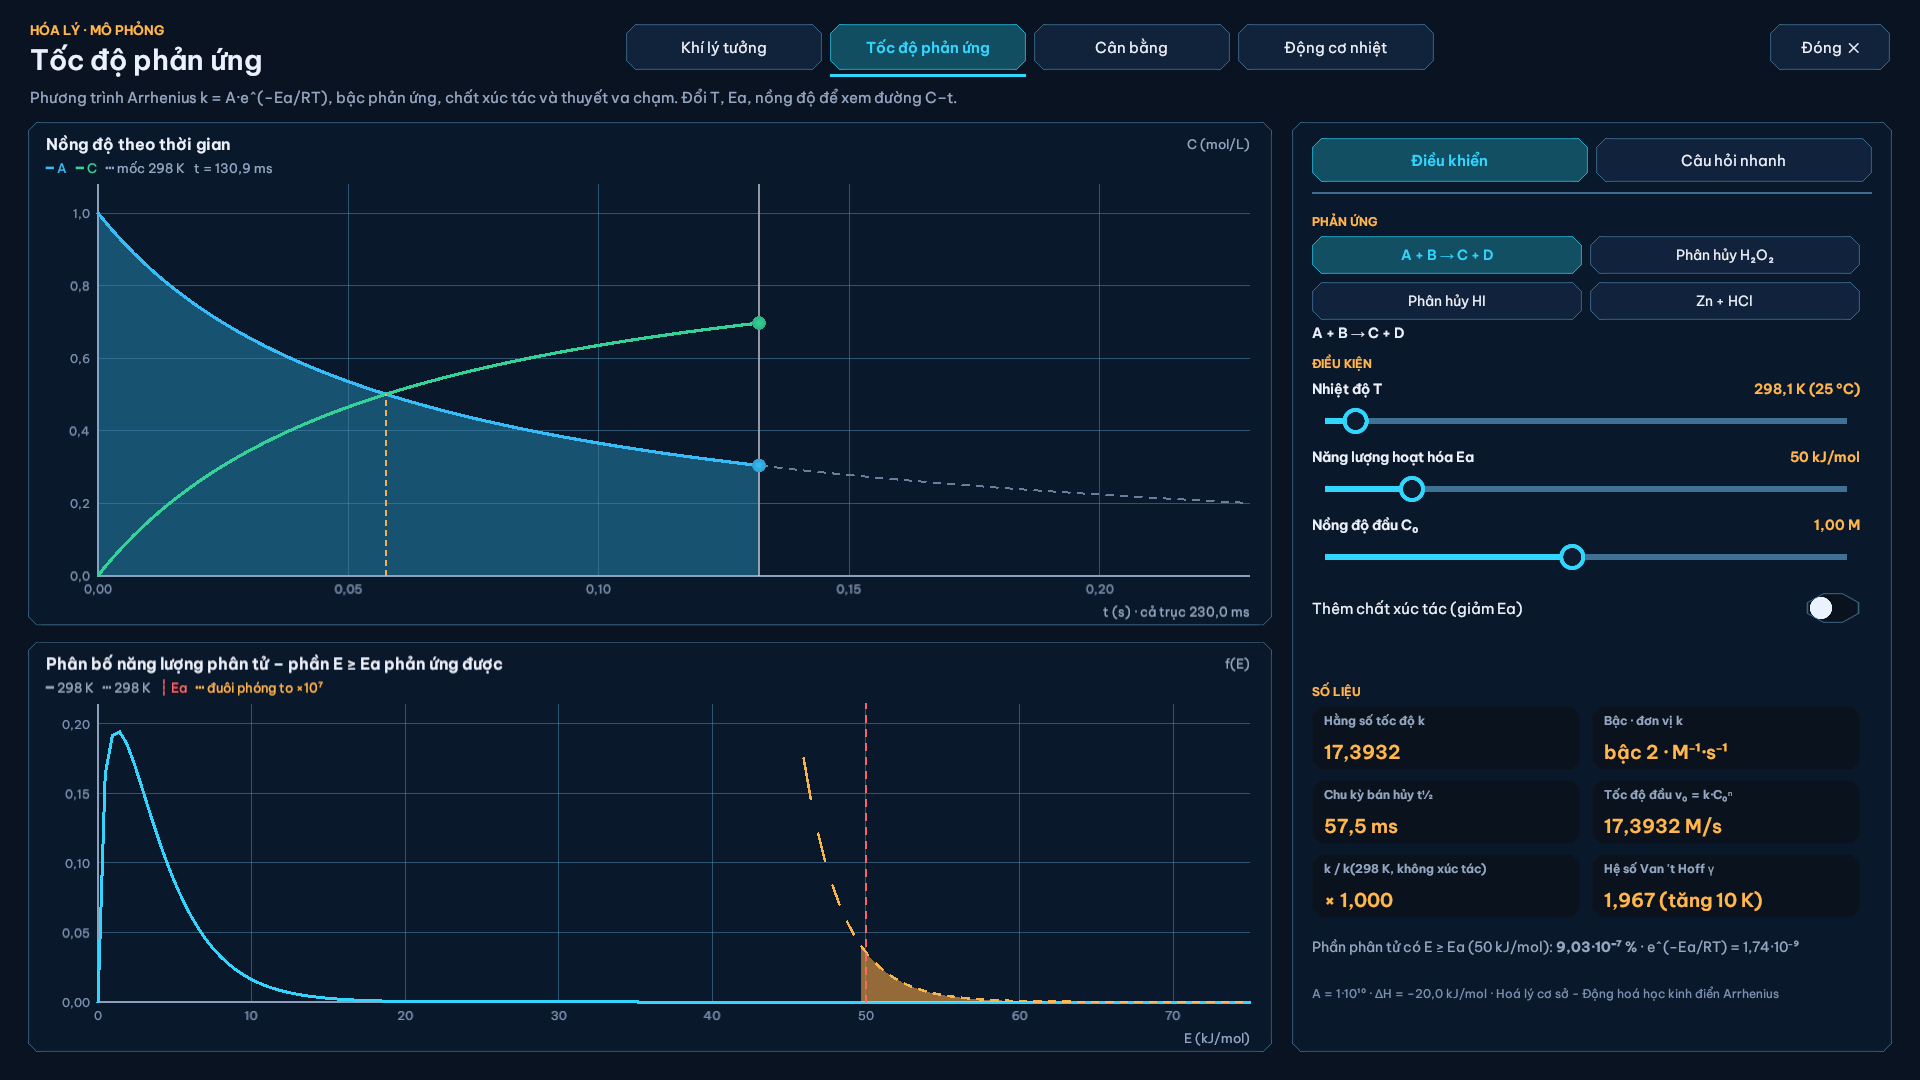 HÓA LÝ · MÔ PHỎNG
Tốc độ phản ứng
Khí lý tưởng
Tốc độ phản ứng
Cân bằng
Động cơ nhiệt
Đóng ×
Phương trình Arrhenius k = A·e^(−Ea/RT), bậc phản ứng, chất xúc tác và thuyết va chạm. Đổi T, Ea, nồng độ để xem đường C–t.
Nồng độ theo thời gian
C (mol/L)
A C mốc 298 K t = 130,9 ms
1,0
0,8
0,6
0,4
0,2
0,0
0,00 0,05 0,10 0,15 0,20
t (s) · cả trục 230,0 ms
Phân bố năng lượng phân tử – phần E ≥ Ea phản ứng được
f(E)
298 K 298 K Ea đuôi phóng to ×10⁷
0,20
0,15
0,10
0,05
0,00
0 10 20 30 40 50 60 70
E (kJ/mol)
Điều khiển
Câu hỏi nhanh
PHẢN ỨNG
A + B → C + D
Phân hủy H₂O₂
Phân hủy HI
Zn + HCl
A + B → C + D
ĐIỀU KIỆN
Nhiệt độ T 298,1 K (25 °C)
Năng lượng hoạt hóa Ea 50 kJ/mol
Nồng độ đầu C₀ 1,00 M
Thêm chất xúc tác (giảm Ea)
SỐ LIỆU
Hằng số tốc độ k
17,3932
Bậc · đơn vị k
bậc 2 · M⁻¹·s⁻¹
Chu kỳ bán hủy t½
57,5 ms
Tốc độ đầu v₀ = k·C₀ⁿ
17,3932 M/s
k / k(298 K, không xúc tác)
× 1,000
Hệ số Van 't Hoff γ
1,967 (tăng 10 K)
Phần phân tử có E ≥ Ea (50 kJ/mol): 9,03·10⁻⁷ % · e^(−Ea/RT) = 1,74·10⁻⁹
A = 1·10¹⁰ · ΔH = −20,0 kJ/mol · Hoá lý cơ sở – Động hoá học kinh điển Arrhenius